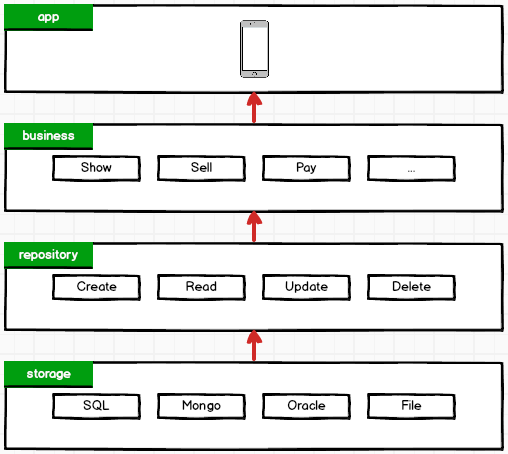 app
business
Show Sell Pay ...
repository
Create Read Update Delete
storage
SQL Mongo Oracle File